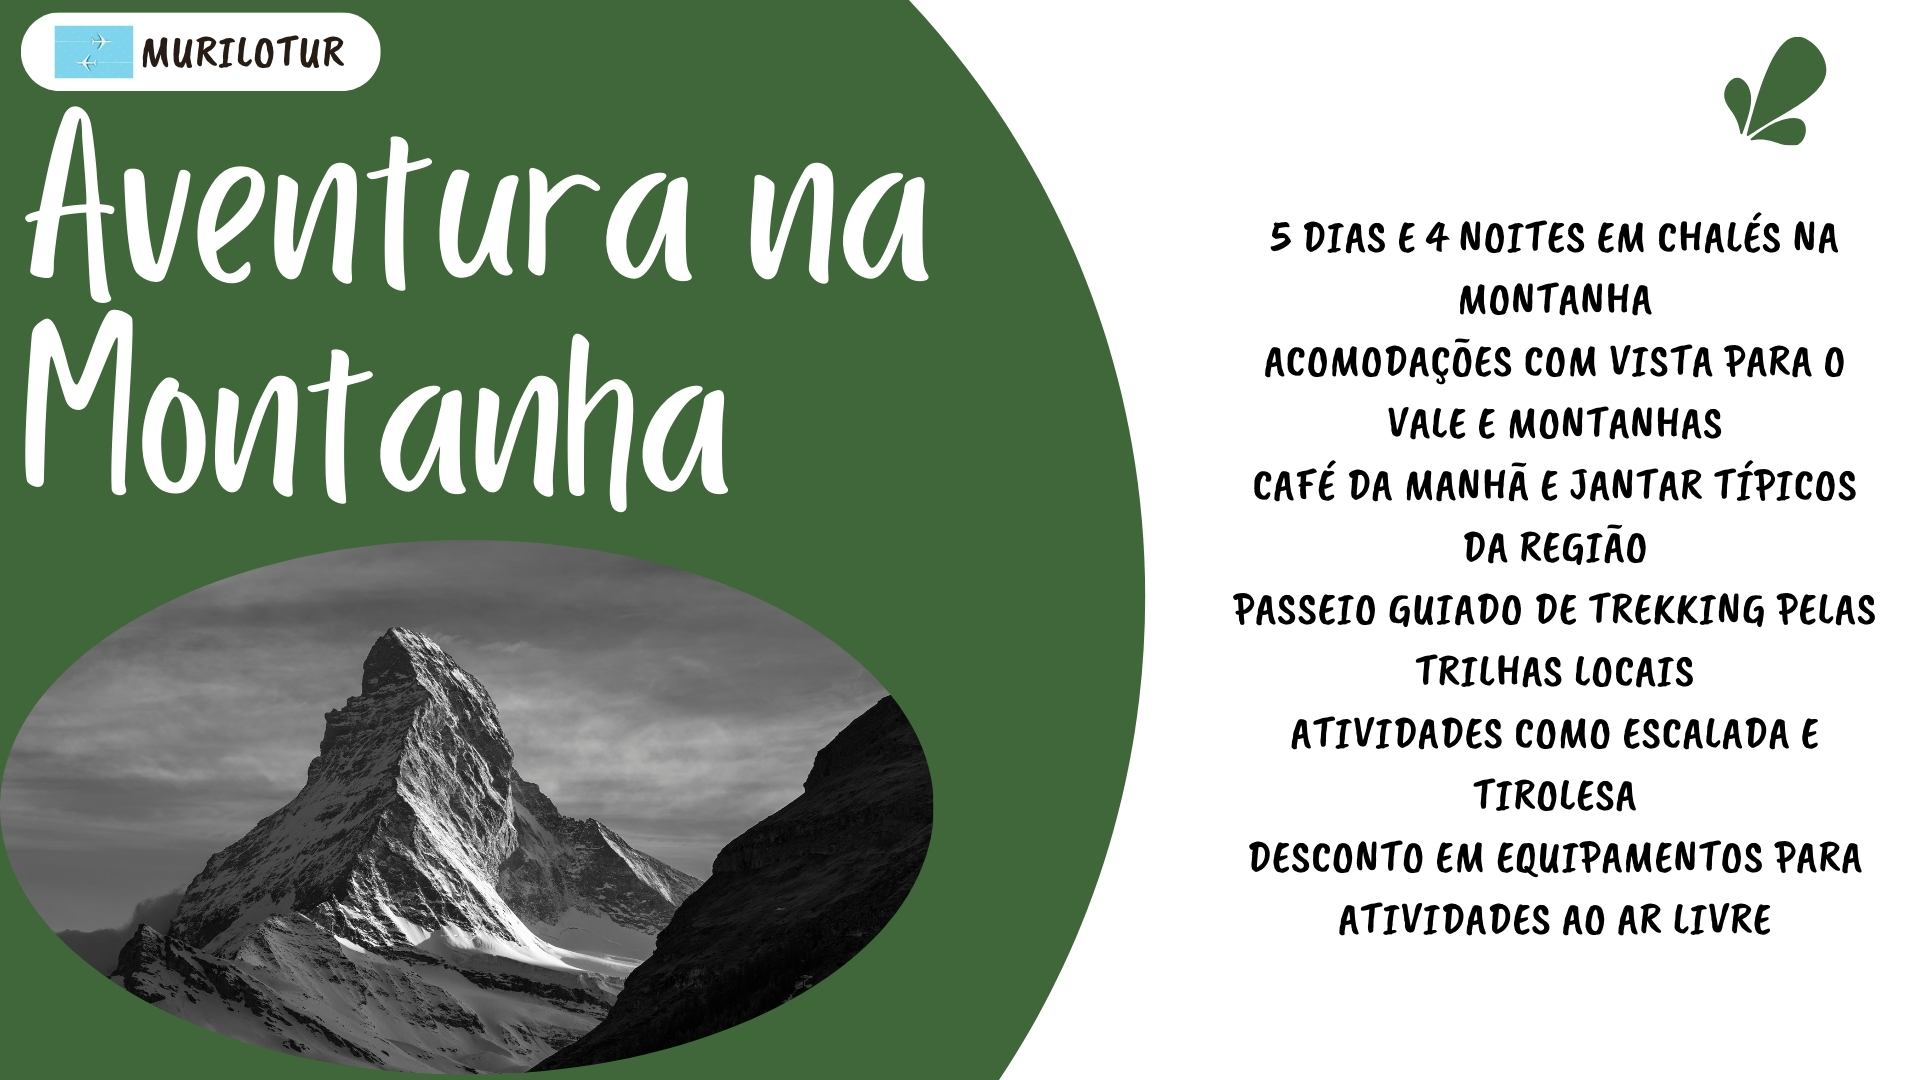 MURILOTUR
Aventura na
Montanha
5 DIAS E 4 NOITES EM CHALÉS NA
MONTANHA
ACOMODAÇÕES COM VISTA PARA O
VALE E MONTANHAS
CAFÉ DA MANHÃ E JANTAR TÍPICOS
DA REGIÃO
PASSEIO GUIADO DE TREKKING PELAS
TRILHAS LOCAIS
ATIVIDADES COMO ESCALADA E
TIROLESA
DESCONTO EM EQUIPAMENTOS PARA
ATIVIDADES AO AR LIVRE